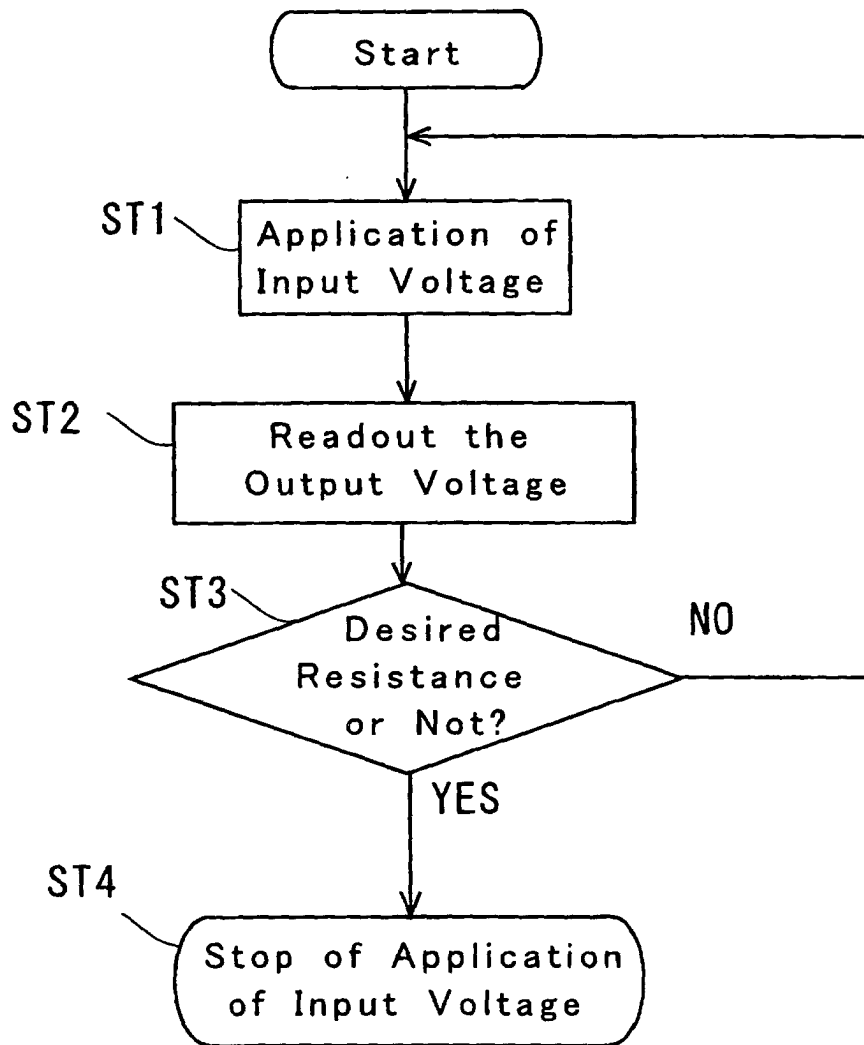 Start
ST1
Application of
Input Voltage
ST2
Readout the
Output Voltage
ST3
Desired
Resistance
or Not?
NO
YES
ST4
Stop of Application
of Input Voltage